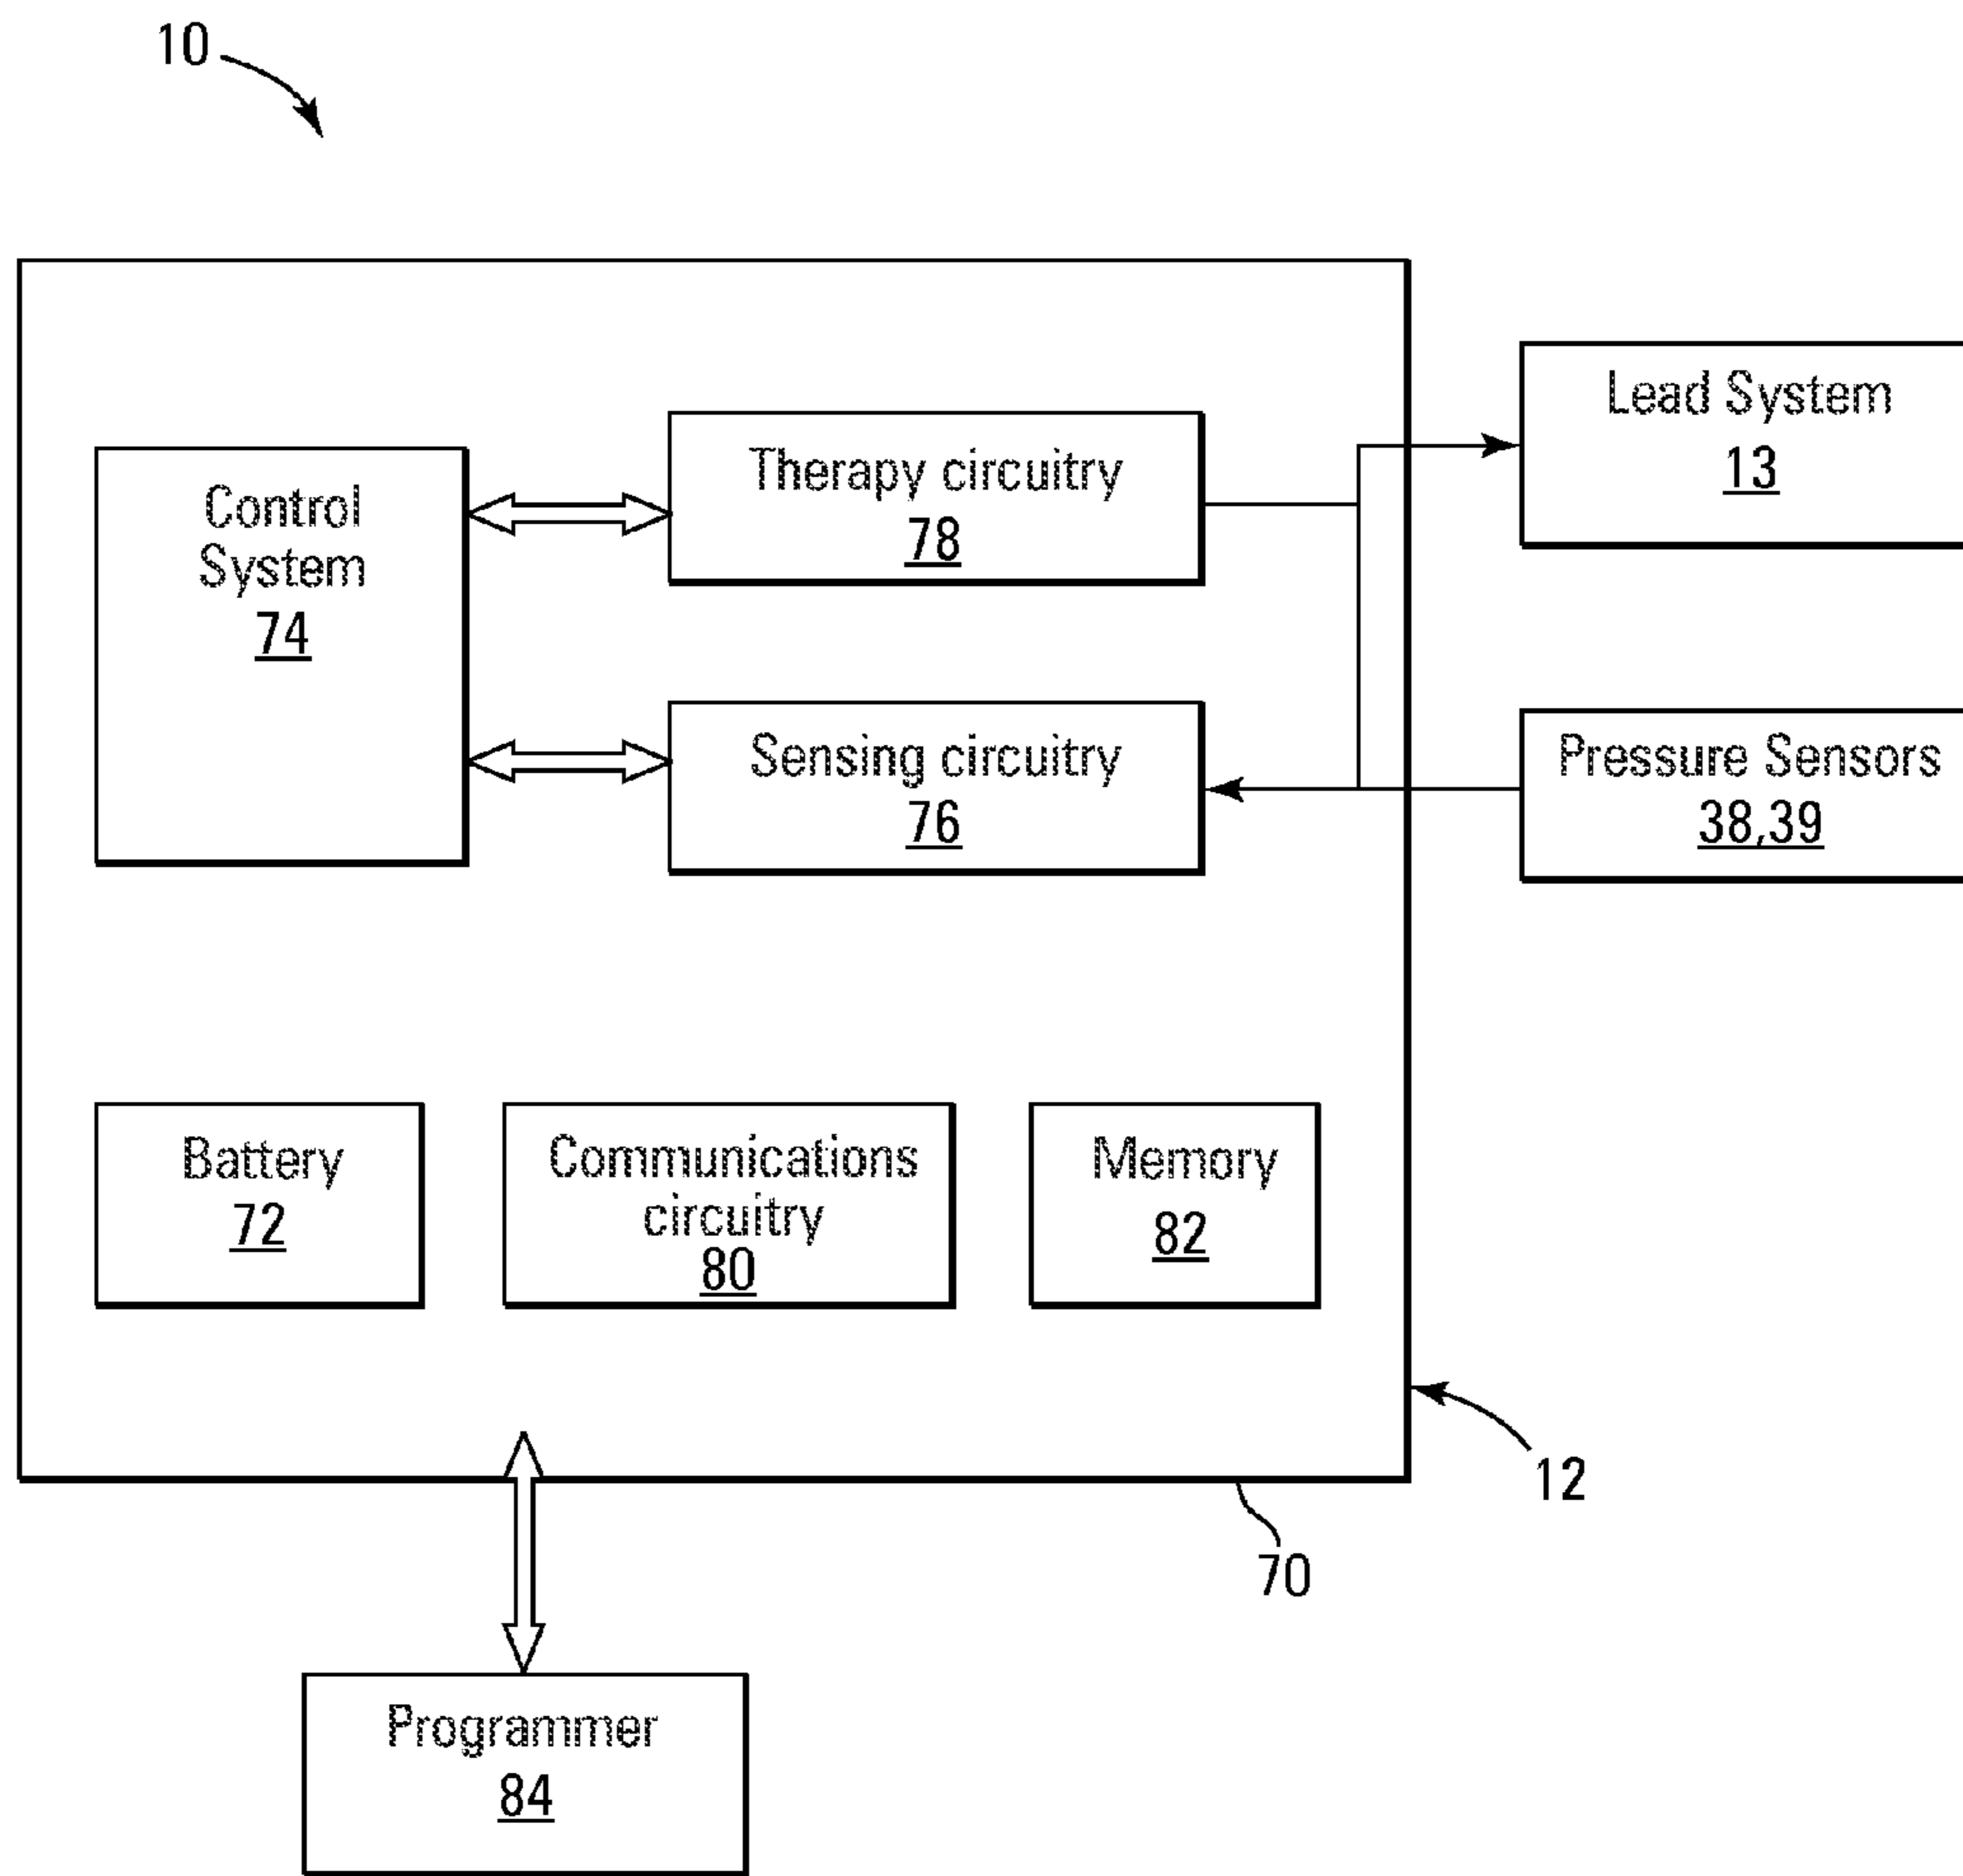 10
Lead System
13
Control
System
74
Therapy circuitry
78
Sensing circuitry
76
Pressure Sensors
38,39
Battery
72
Communications
circuitry
80
Memory
82
12
70
Programmer
84